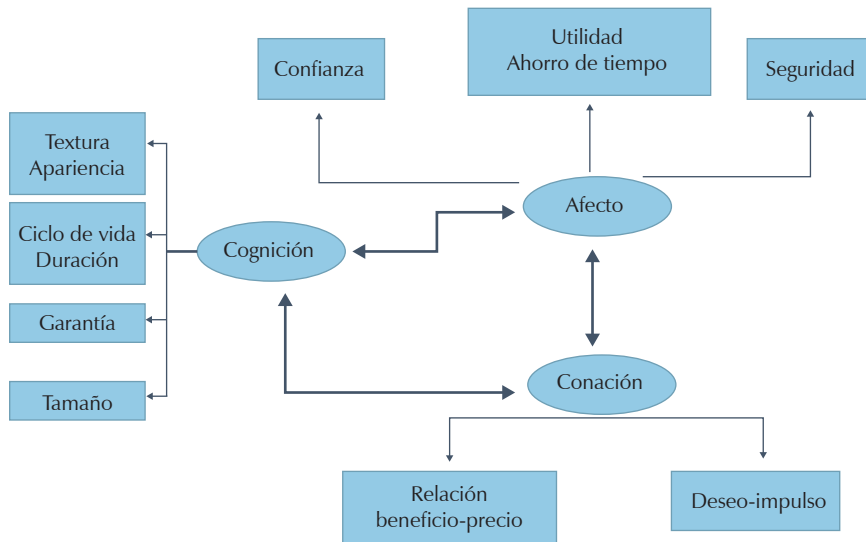 Utilidad
Ahorro de tiempo
Confianza
Seguridad
Textura
Apariencia
Afecto
Ciclo de vida
Duración
Cognición
Garantía
Conación
Tamaño
Relación
beneficio-precio
Deseo-impulso